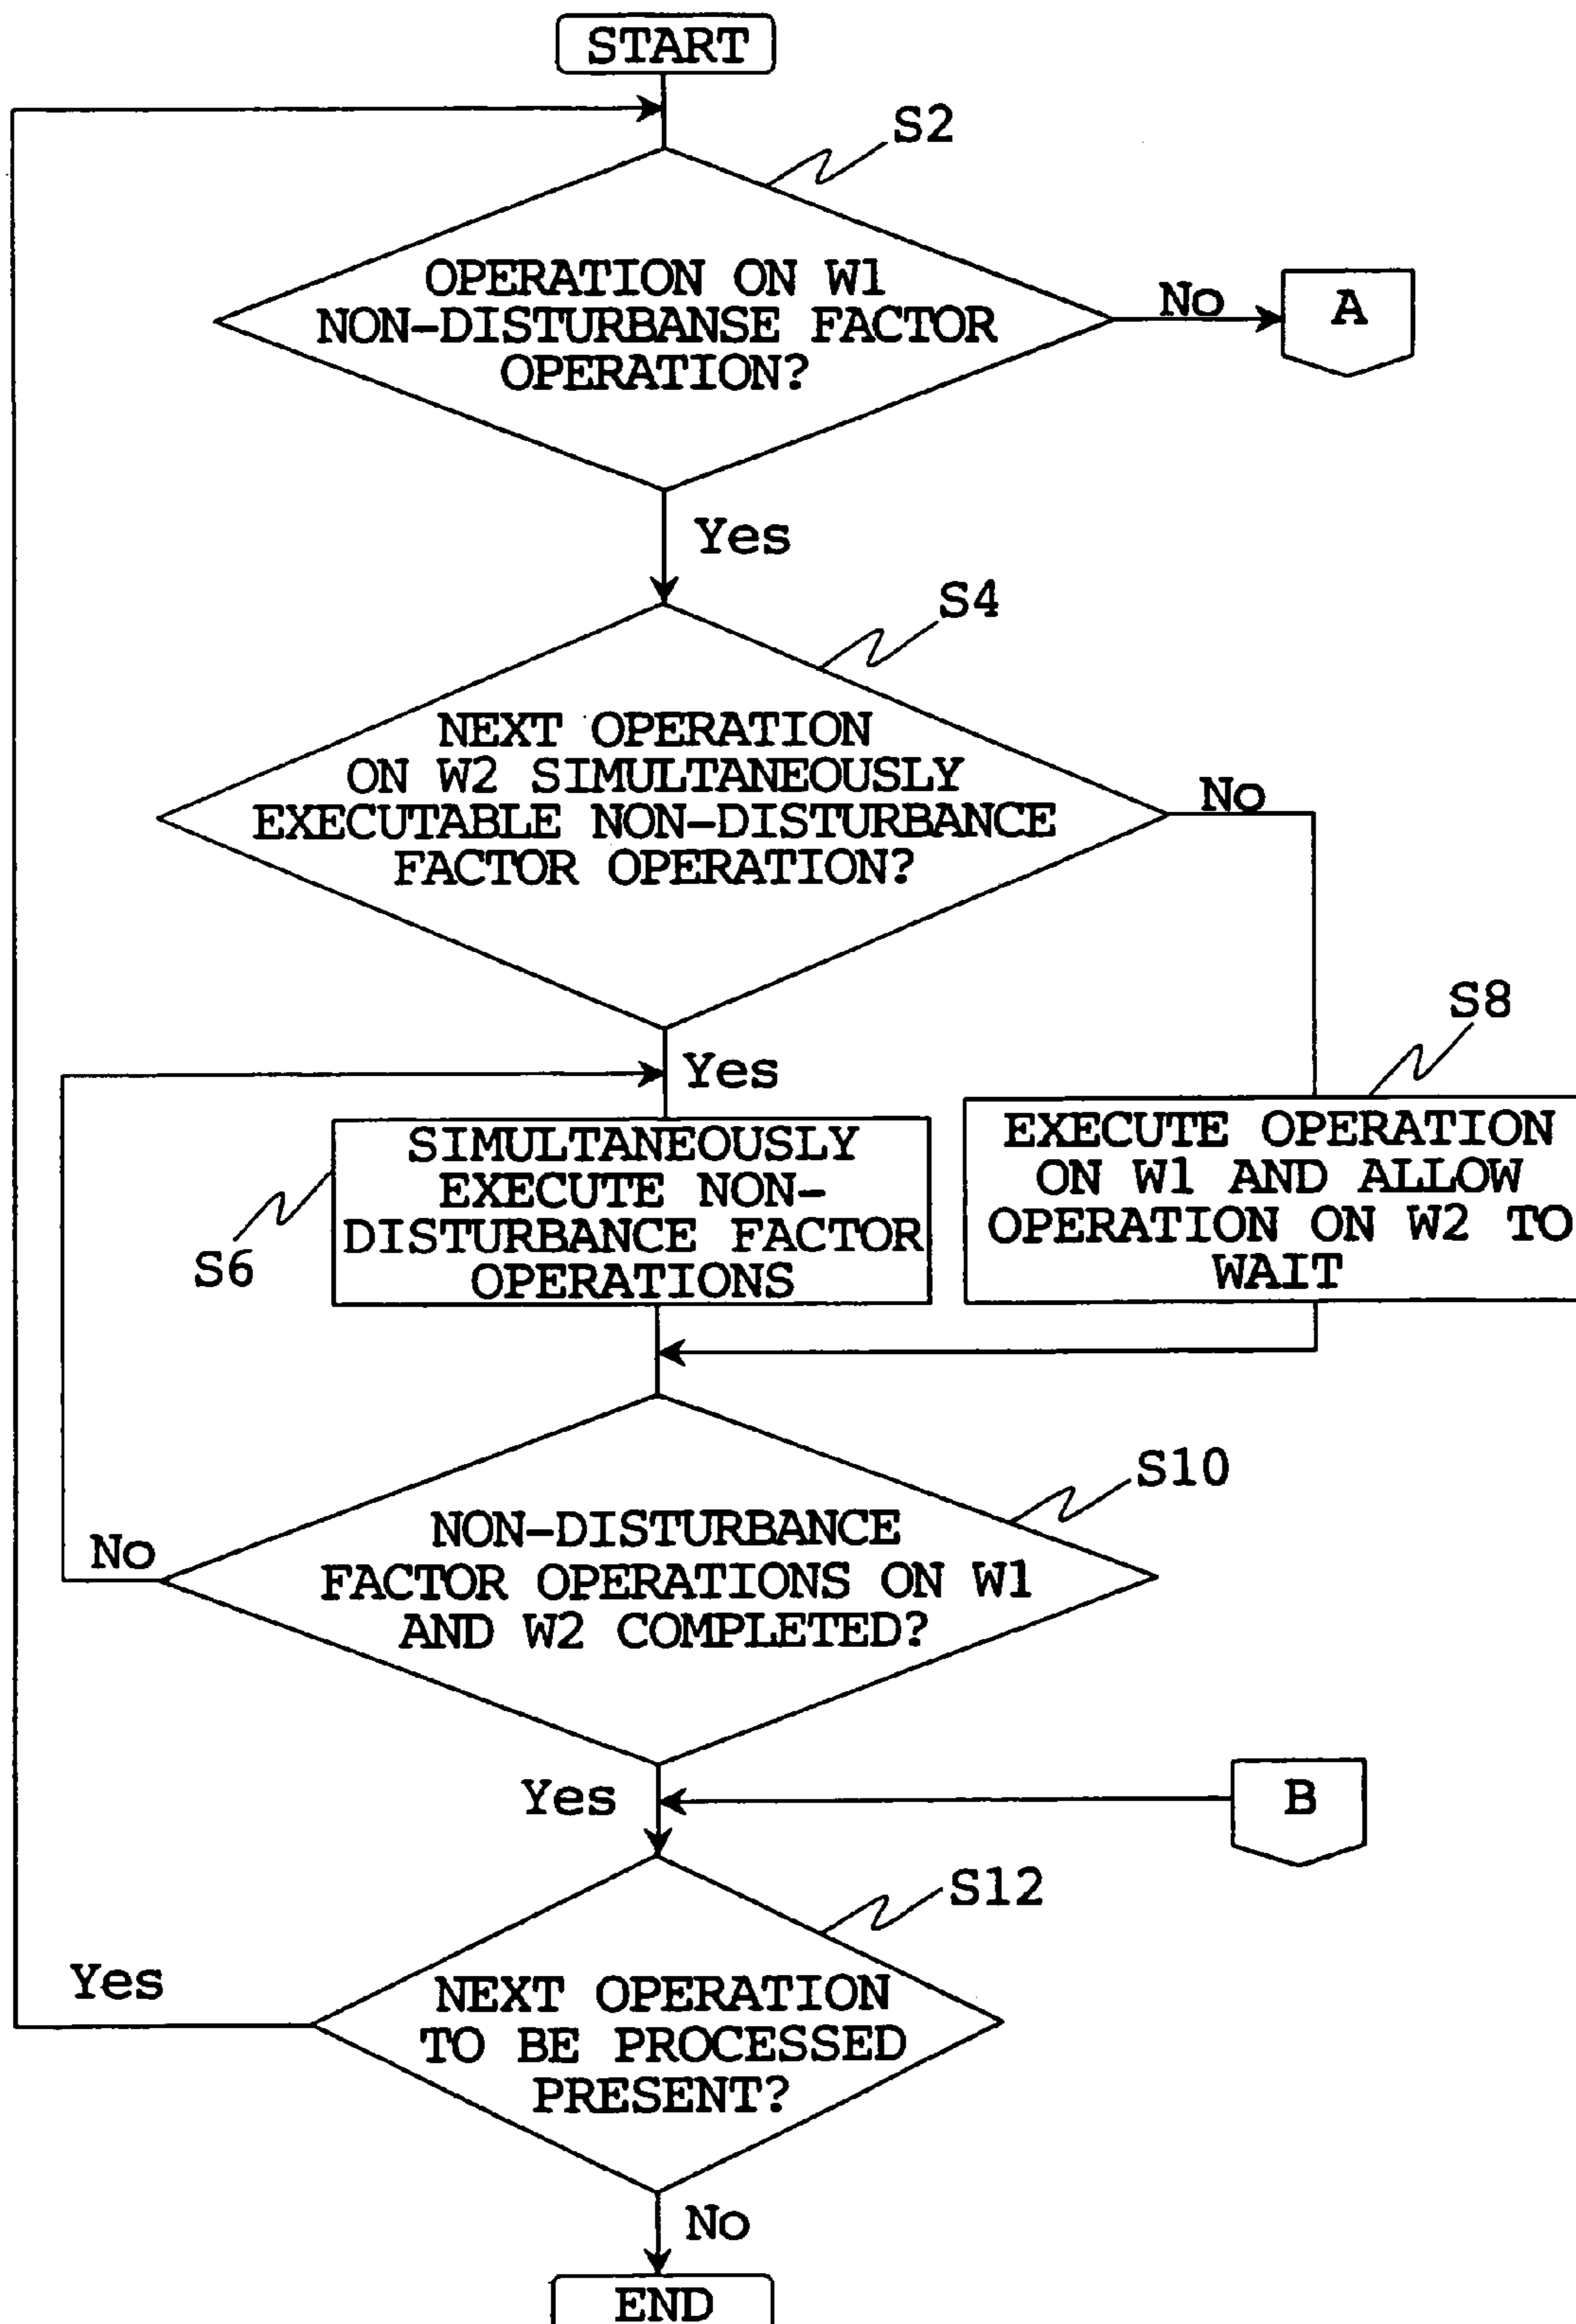 START
S2
OPERATION ON W1
NON-DISTURBANSE FACTOR
OPERATION?
No
A
Yes
S4
NEXT OPERATION
ON W2 SIMULTANEOUSLY
EXECUTABLE NON-DISTURBANCE
FACTOR OPERATION?
No
Yes
S8
SIMULTANEOUSLY
EXECUTE NON-
DISTURBANCE FACTOR
OPERATIONS
S6
EXECUTE OPERATION
ON W1 AND ALLOW
OPERATION ON W2 TO
WAIT
S10
NON-DISTURBANCE
FACTOR OPERATIONS ON W1
AND W2 COMPLETED?
No
Yes
B
S12
NEXT OPERATION
TO BE PROCESSED
PRESENT?
Yes
No
END